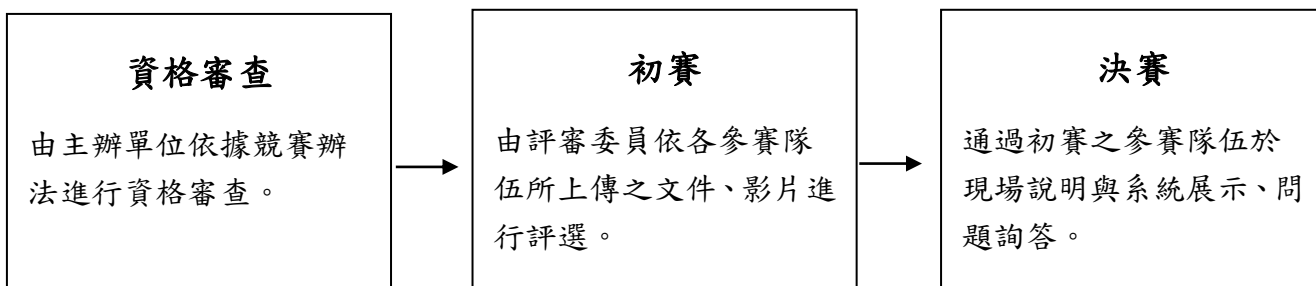 資格審查
由主辦單位依據競賽辦
法進行資格審查。
初賽
由評審委員依各參賽隊
伍所上傳之文件、影片進
行評選。
決賽
通過初賽之參賽隊伍於
現場說明與系統展示、問
題詢答。